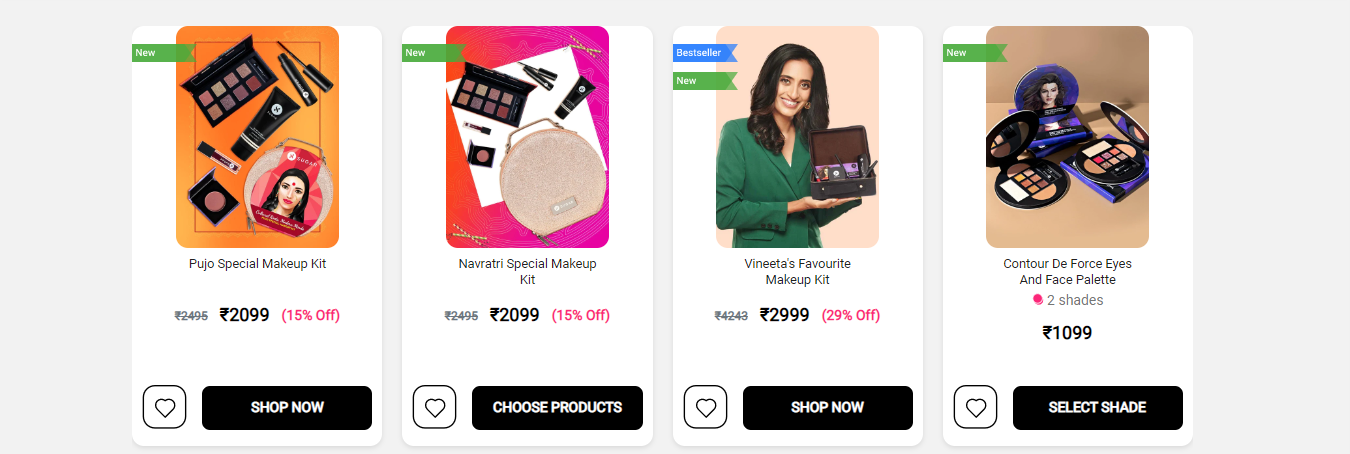 New
SUGAR
Pujo Special Makeup Kit
₹2495 ₹2099 (15% Off)
SHOP NOW
New
Navratri Special Makeup
Kit
₹2495 ₹2099 (15% Off)
CHOOSE PRODUCTS
Bestseller
New
Vineeta's Favourite
Makeup Kit
₹4243 ₹2999 (29% Off)
SHOP NOW
New
Contour De Force Eyes
And Face Palette
2 shades
₹1099
SELECT SHADE